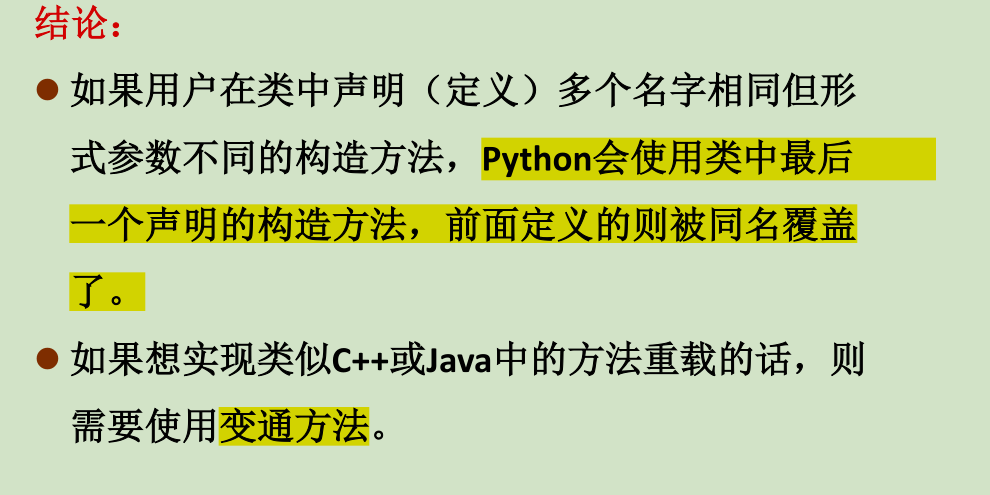 结论：
● 如果用户在类中声明（定义）多个名字相同但形
式参数不同的构造方法，Python会使用类中最后
一个声明的构造方法，前面定义的则被同名覆盖
了。
● 如果想实现类似C++或Java中的方法重载的话，则
需要使用变通方法。